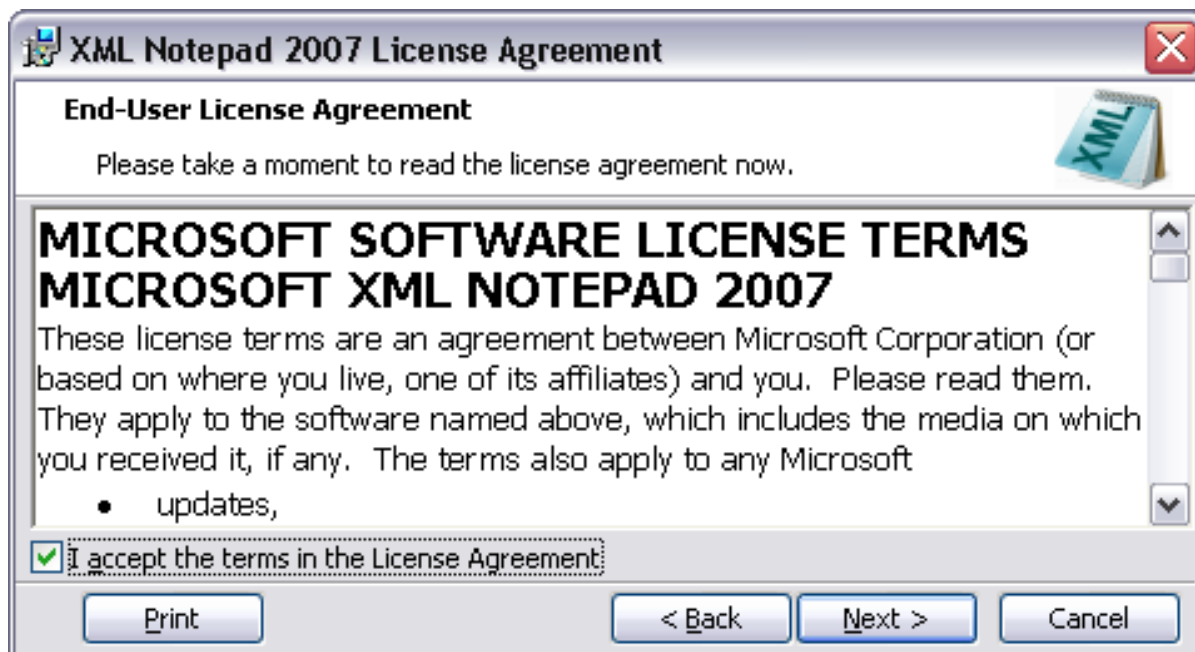 XML Notepad 2007 License Agreement
End-User License Agreement
XML
Please take a moment to read the license agreement now.
MICROSOFT SOFTWARE LICENSE TERMS
MICROSOFT XML NOTEPAD 2007
These license terms are an agreement between Microsoft Corporation (or
based on where you live, one of its affiliates) and you.  Please read them.
They apply to the software named above, which includes the media on which
you received it, if any.  The terms also apply to any Microsoft
• updates,
I accept the terms in the License Agreement
Print
< Back
Next >
Cancel